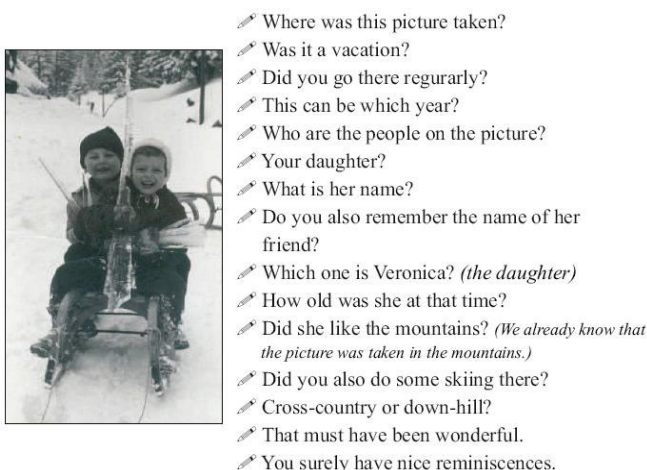 Where was this picture taken?
Was it a vacation?
Did you go there regurarly?
This can be which year?
Who are the people on the picture?
Your daughter?
What is her name?
Do you also remember the name of her
friend?
Which one is Veronica? (the daughter)
How old was she at that time?
Did she like the mountains? (We already know that
the picture was taken in the mountains.)
Did you also do some skiing there?
Cross-country or down-hill?
That must have been wonderful.
You surely have nice reminiscences.